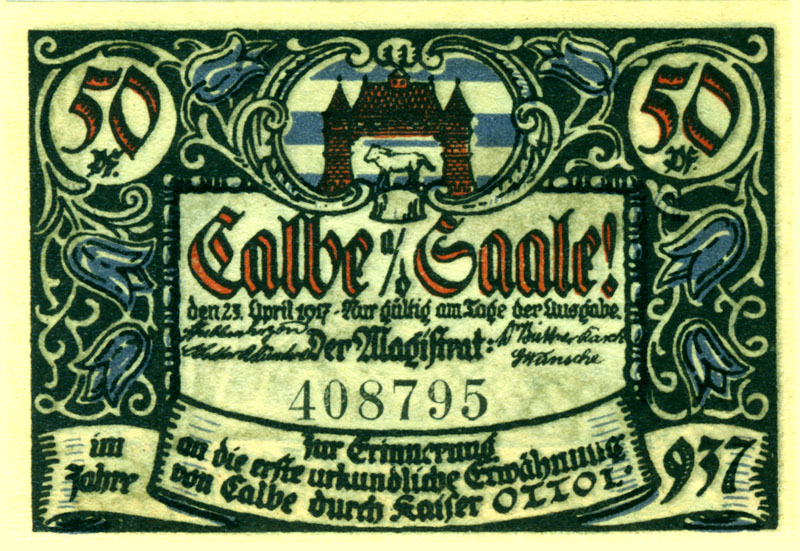 50 Pf.
50 Pf.
Calbe a/o Saale!
den 23. April 1917 - Nur gültig am Tage der Ausgabe.
Der Magistrat:
Wünsche
408795
im Jahre
zur Erinnerung
an die erste urkundliche Erwähnung
von Calbe durch Kaiser OTTO I.
937